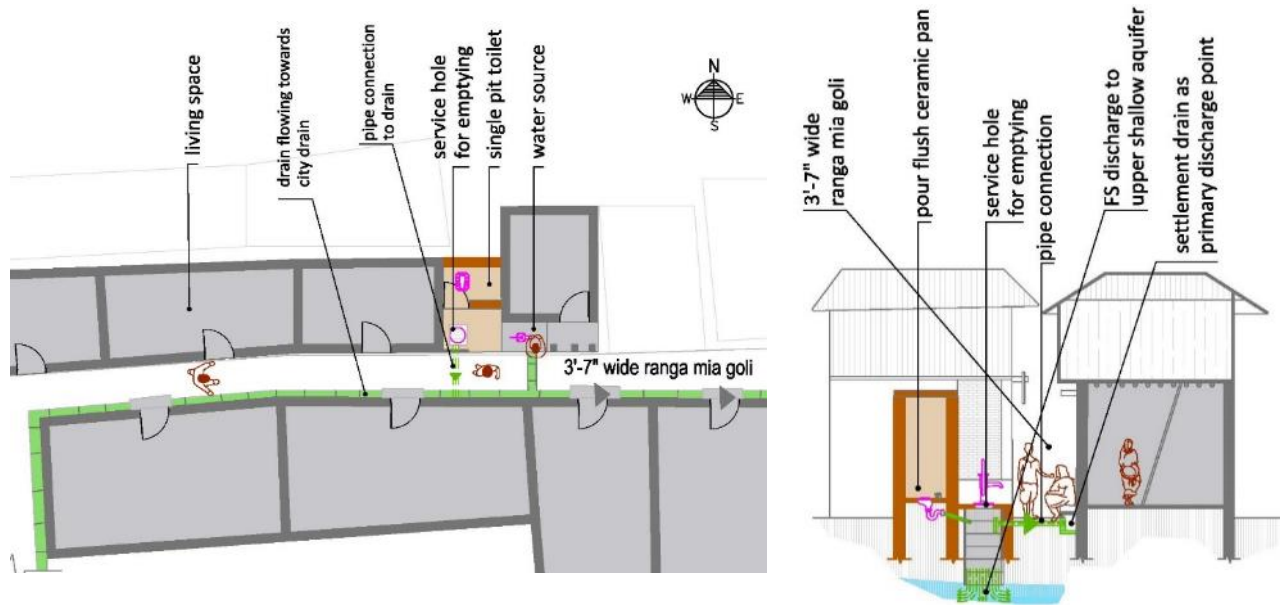 living space
drain flowing towards
city drain
pipe connection
to drain
service hole
for emptying
single pit toilet
water source
N
W
E
S
3'-7" wide ranga mia goli
3'-7" wide
ranga mia goli
pour flush ceramic pan
service hole
for emptying
pipe connection
FS discharge to
upper shallow aquifer
settlement drain as
primary discharge point